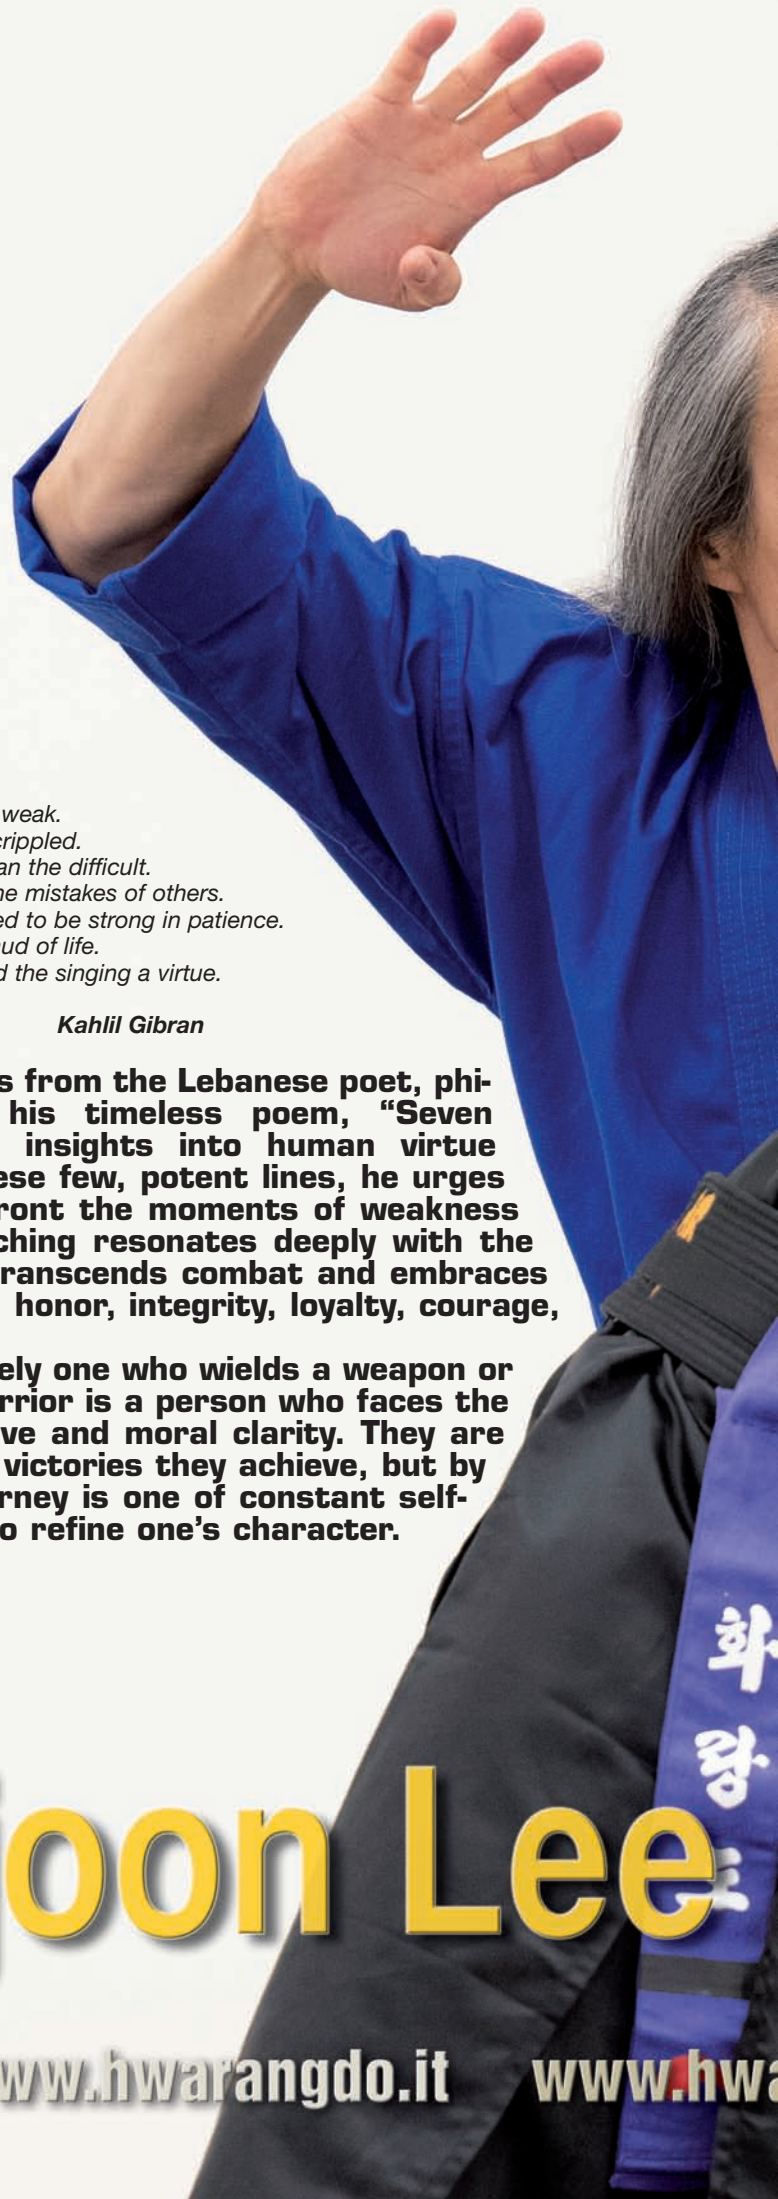 weak.
crippled.
an the difficult.
he mistakes of others.
ed to be strong in patience.
ud of life.
d the singing a virtue.
Kahlil Gibran
s from the Lebanese poet, phi-
his timeless poem, “Seven
insights into human virtue
ese few, potent lines, he urges
ront the moments of weakness
ching resonates deeply with the
ranscends combat and embraces
honor, integrity, loyalty, courage,
ely one who wields a weapon or
rrior is a person who faces the
ve and moral clarity. They are
victories they achieve, but by
rney is one of constant self-
o refine one’s character.
화
랑
joon Lee
ww.hwarangdo.it www.hwa